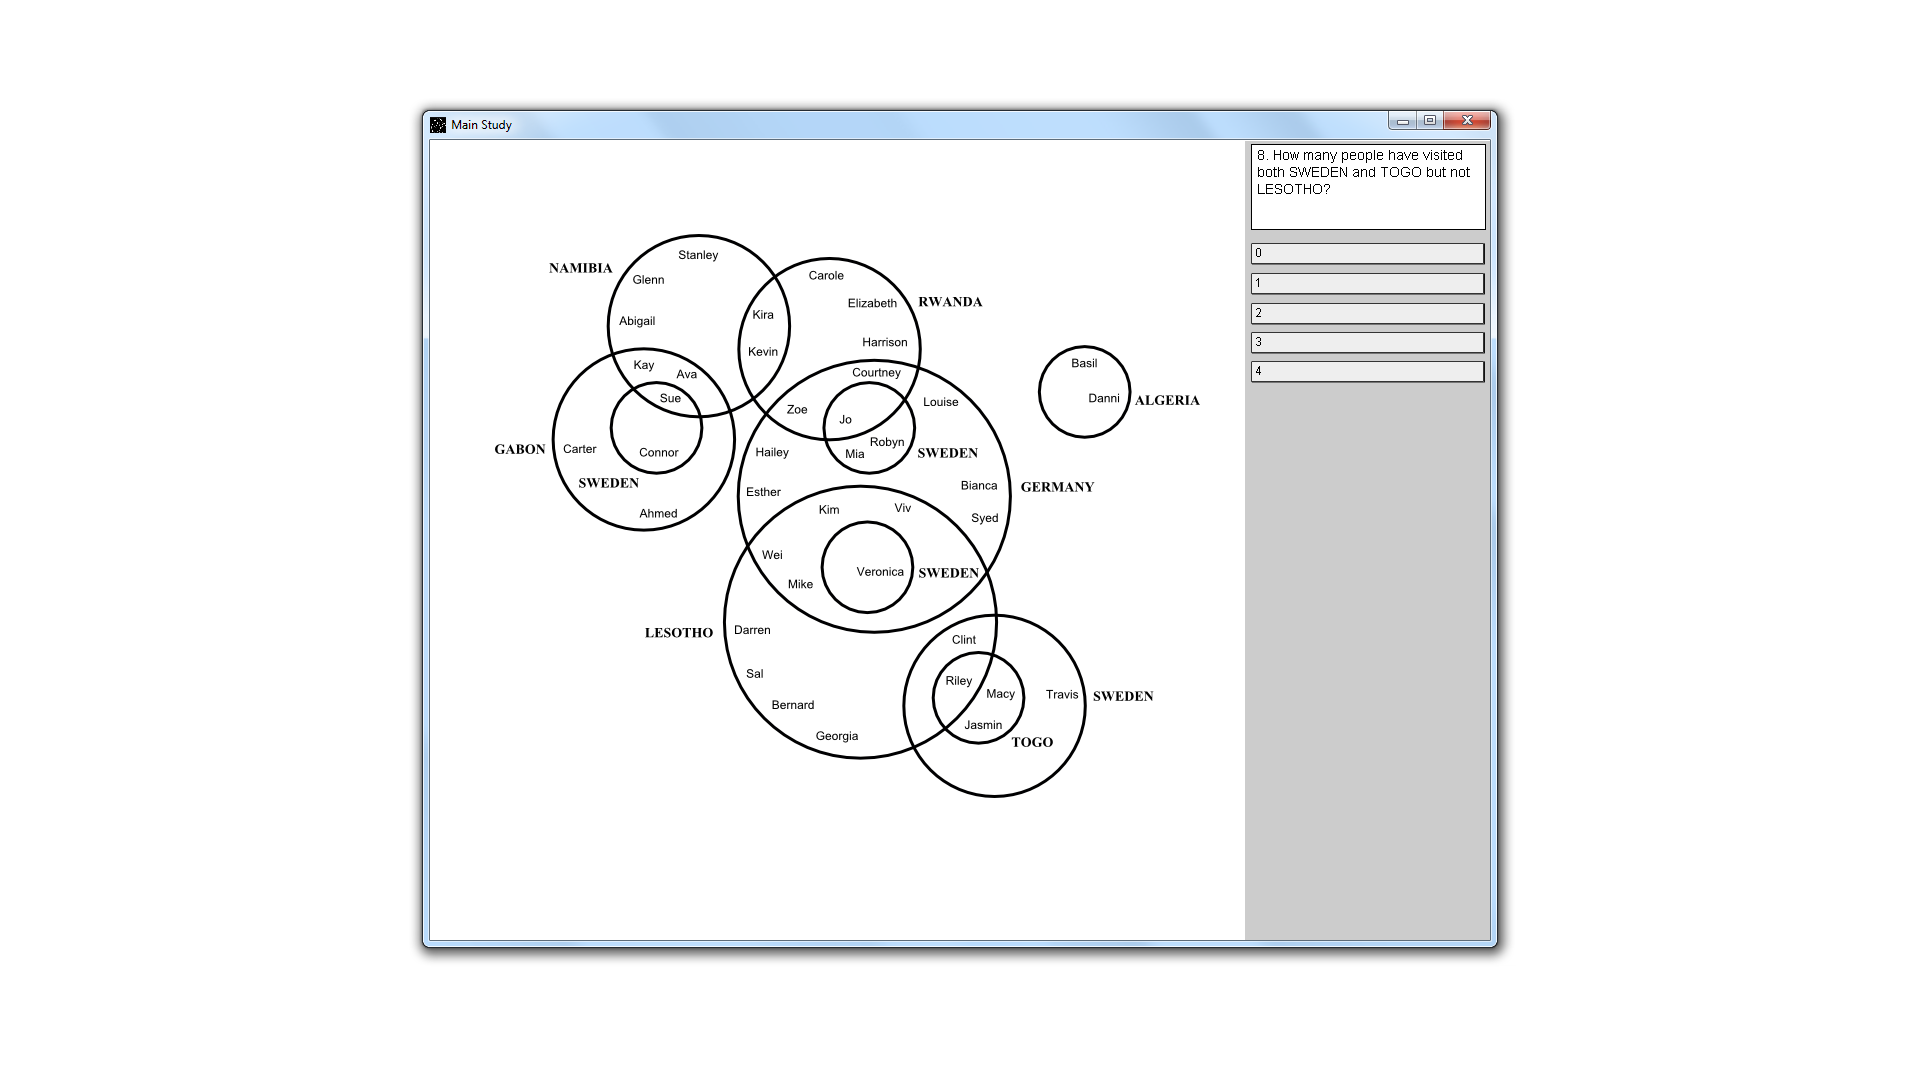 Main Study
8. How many people have visited
both SWEDEN and TOGO but not
LESOTHO?
0
1
2
3
4
Stanley
NAMIBIA
Glenn
Carole
Elizabeth
RWANDA
Kira
Abigail
Harrison
Kevin
Kay
Ava
Courtney
Basil
Sue
Danni
ALGERIA
Zoe
Louise
Jo
Robyn
GABON
Carter
Connor
Hailey
Mia
SWEDEN
SWEDEN
Bianca
GERMANY
Esther
Ahmed
Kim
Viv
Syed
Wei
Veronica
SWEDEN
Mike
LESOTHO
Darren
Clint
Sal
Riley
Macy
Travis
SWEDEN
Bernard
Jasmin
Georgia
TOGO